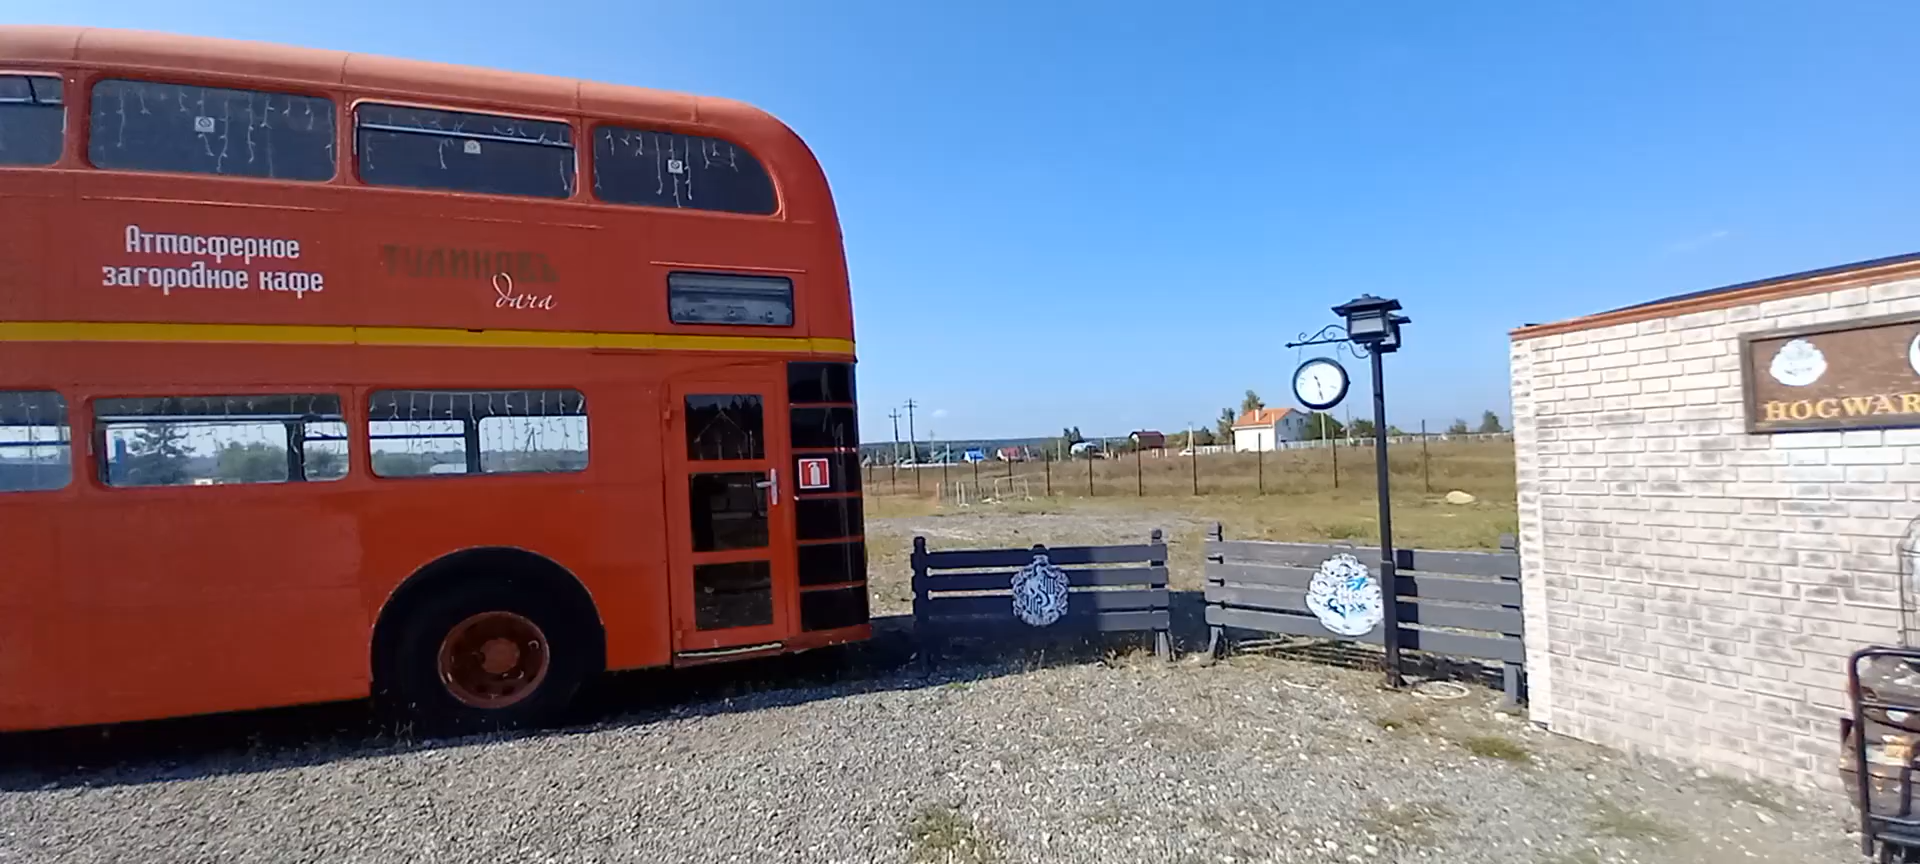 Атмосферное
загородное кафе
ТУЛИНОВЪ
дача
HOGWAR